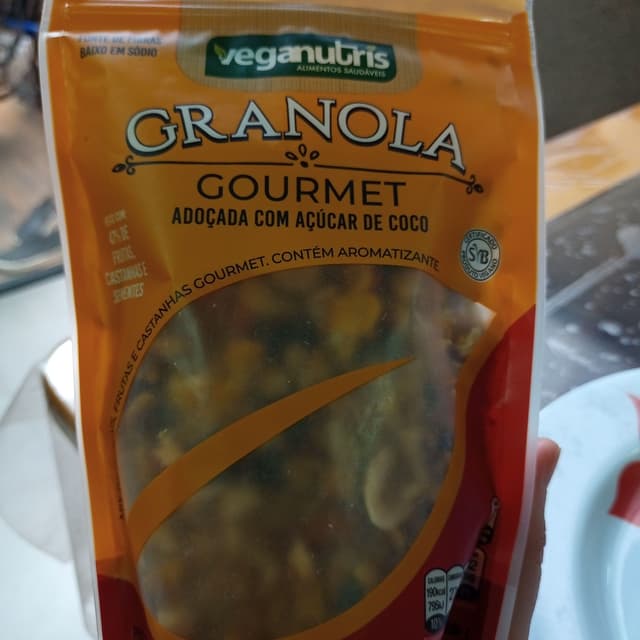 FONTE DE FIBRAS
BAIXO EM SÓDIO
veganutris
ALIMENTOS SAUDÁVEIS
GRANOLA
GOURMET
ADOÇADA COM AÇÚCAR DE COCO
FRUTAS,
CASTANHAS E
SEMENTES
FRUTAS E CASTANHAS GOURMET. CONTÉM AROMATIZANTE
CERTIFICADO
SVB
190kcal